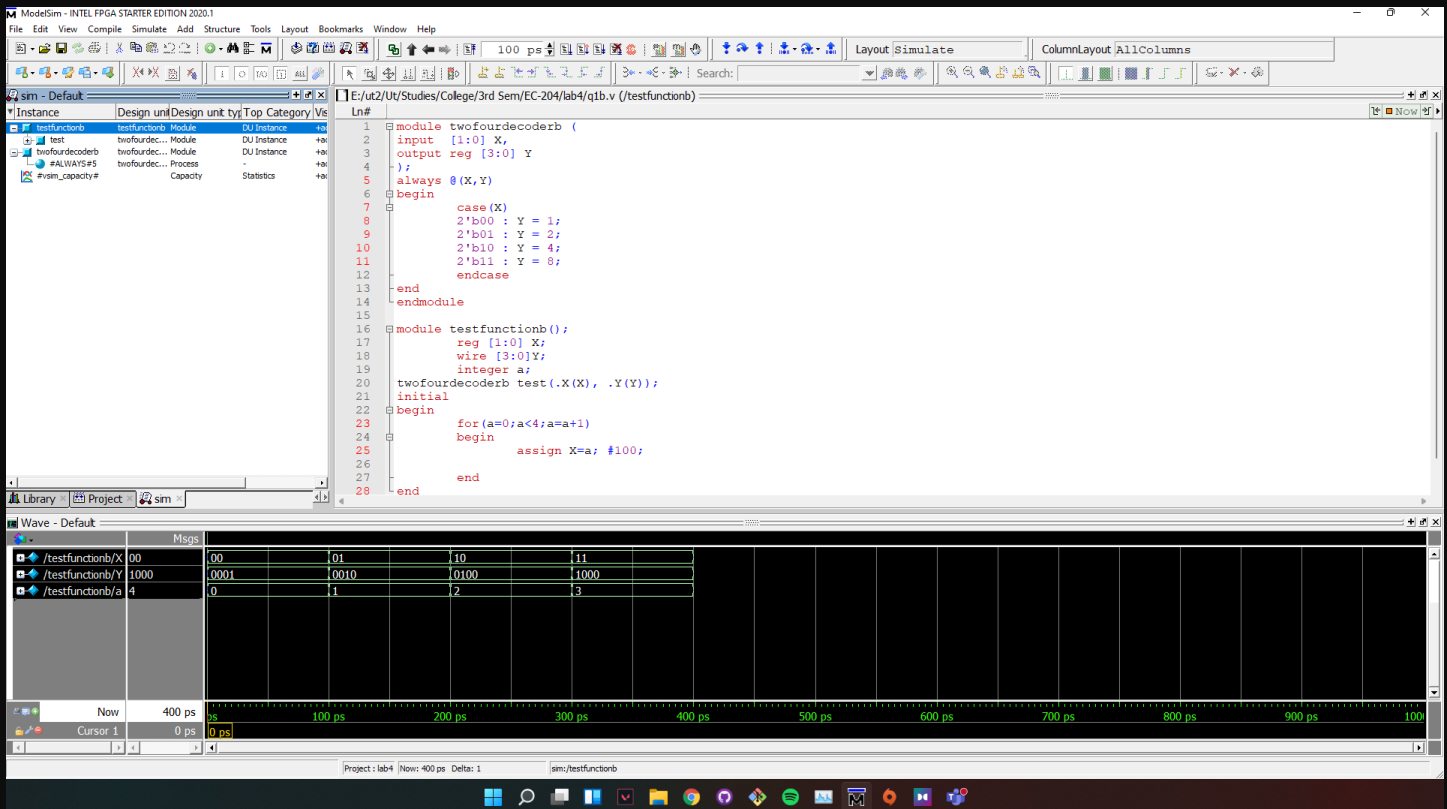 ModelSim - INTEL FPGA STARTER EDITION 2020.1
File Edit View Compile Simulate Add Structure Tools Layout Bookmarks Window Help
100 ps
Layout Simulate
ColumnLayout AllColumns
Search:
sim - Default
Instance Design unit Design unit typ Top Category Vis
testfunctionb testfunctionb Module DU Instance +ac
test twofourdec... Module DU Instance +ac
twofourdecoderb twofourdec... Module DU Instance +ac
#ALWAYS#5 twofourdec... Process - +ac
#vsim_capacity# Capacity Statistics +ac
Library Project sim
E:/ut2/Ut/Studies/College/3rd Sem/EC-204/lab4/q1b.v (/testfunctionb)
Ln#
Now
1 module twofourdecoderb (
2 input [1:0] X,
3 output reg [3:0] Y
4 );
5 always @(X,Y)
6 begin
7 case(X)
8 2'b00 : Y = 1;
9 2'b01 : Y = 2;
10 2'b10 : Y = 4;
11 2'b11 : Y = 8;
12 endcase
13 end
14 endmodule
15
16 module testfunctionb();
17 reg [1:0] X;
18 wire [3:0]Y;
19 integer a;
20 twofourdecoderb test(.X(X), .Y(Y));
21 initial
22 begin
23 for(a=0;a<4;a=a+1)
24 begin
25 assign X=a; #100;
26
27 end
28 end
Wave - Default
Msgs
/testfunctionb/X 00 00 01 10 11
/testfunctionb/Y 1000 0001 0010 0100 1000
/testfunctionb/a 4 0 1 2 3
Now 400 ps ps 100 ps 200 ps 300 ps 400 ps 500 ps 600 ps 700 ps 800 ps 900 ps 1000
Cursor 1 0 ps 0 ps
Project : lab4 Now: 400 ps Delta: 1 sim:/testfunctionb